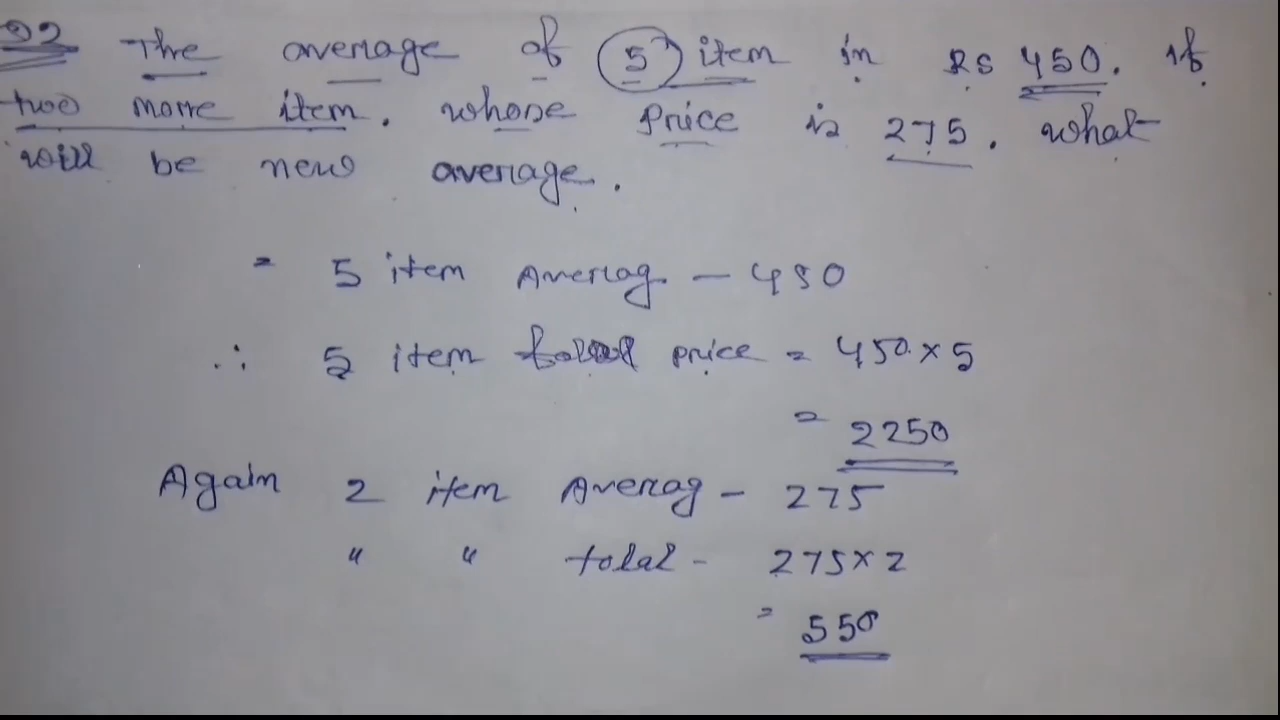 22 The average of 5 item in RS 450. If
two more item. whose price is 275. what
will be new average.
= 5 item Averag - 450
∴ 5 item total price = 450 × 5
= 2250
Again 2 item Averag - 275
" " total - 275 × 2
= 550